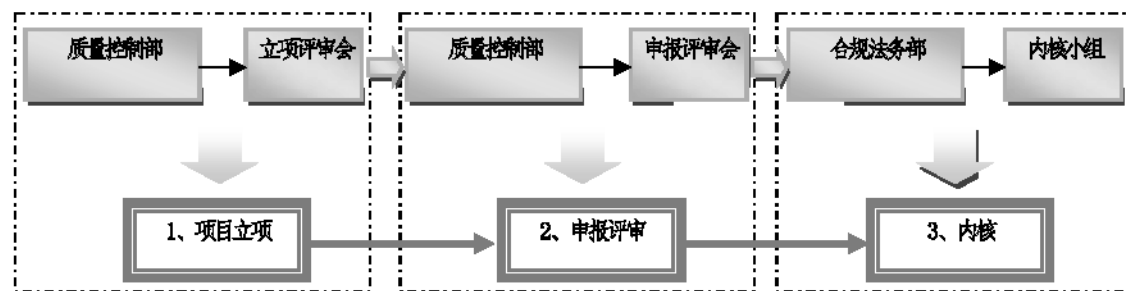 质量控制部
立项评审会
质量控制部
申报评审会
合规法务部
内核小组
1、项目立项
2、申报评审
3、内核